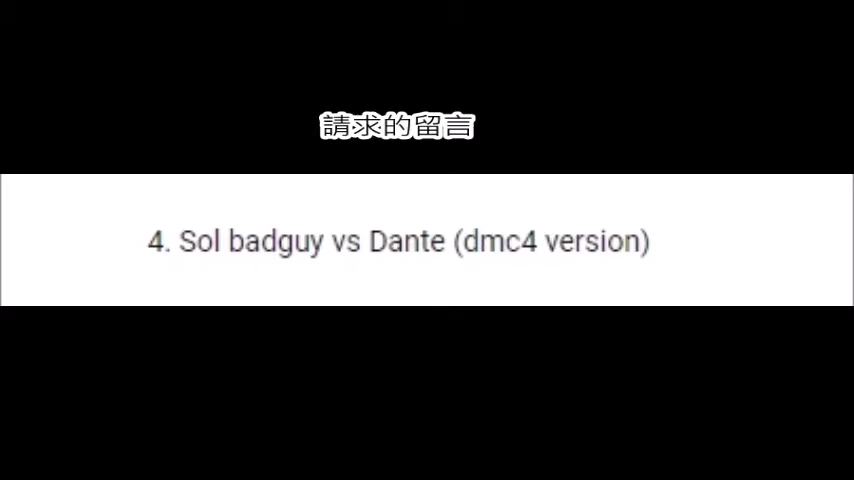 請求的留言
4. Sol badguy vs Dante (dmc4 version)